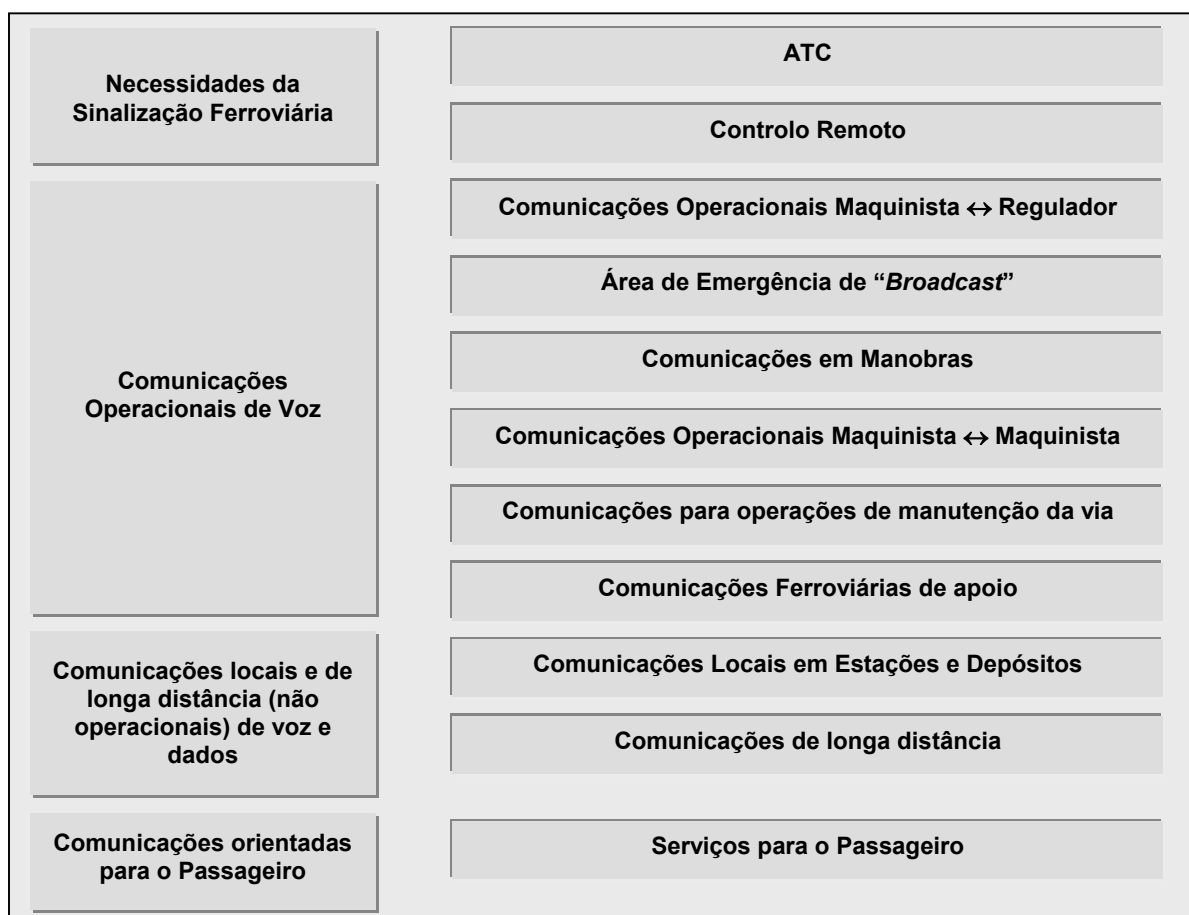 Necessidades da
Sinalização Ferroviária
ATC
Controlo Remoto
Comunicações
Operacionais de Voz
Comunicações Operacionais Maquinista ↔ Regulador
Área de Emergência de “Broadcast”
Comunicações em Manobras
Comunicações Operacionais Maquinista ↔ Maquinista
Comunicações para operações de manutenção da via
Comunicações Ferroviárias de apoio
Comunicações locais e de
longa distância (não
operacionais) de voz e
dados
Comunicações Locais em Estações e Depósitos
Comunicações de longa distância
Comunicações orientadas
para o Passageiro
Serviços para o Passageiro